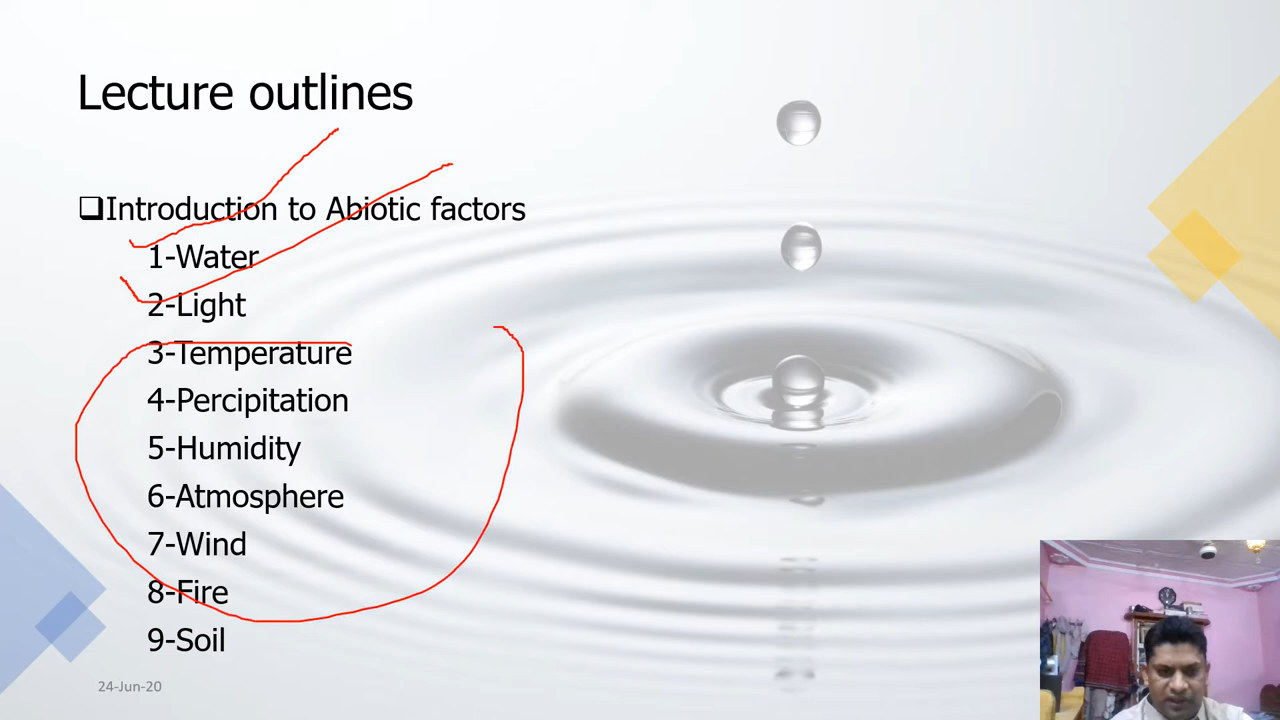 Lecture outlines
❑Introduction to Abiotic factors
1-Water
2-Light
3-Temperature
4-Percipitation
5-Humidity
6-Atmosphere
7-Wind
8-Fire
9-Soil
24-Jun-20